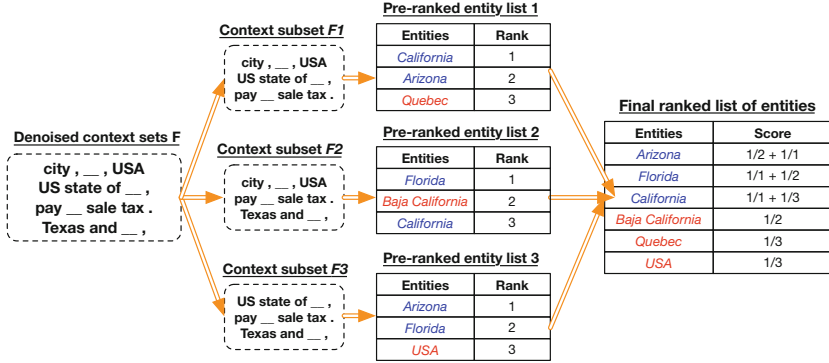 Denoised context sets F
city , __ , USA
US state of __ ,
pay __ sale tax .
Texas and __ ,
Context subset F1
city , __ , USA
US state of __ ,
pay __ sale tax .
Context subset F2
city , __ , USA
pay __ sale tax .
Texas and __ ,
Context subset F3
US state of __ ,
pay __ sale tax .
Texas and __ ,
Pre-ranked entity list 1
Entities Rank
California 1
Arizona 2
Quebec 3
Pre-ranked entity list 2
Entities Rank
Florida 1
Baja California 2
California 3
Pre-ranked entity list 3
Entities Rank
Arizona 1
Florida 2
USA 3
Final ranked list of entities
Entities Score
Arizona 1/2 + 1/1
Florida 1/1 + 1/2
California 1/1 + 1/3
Baja California 1/2
Quebec 1/3
USA 1/3